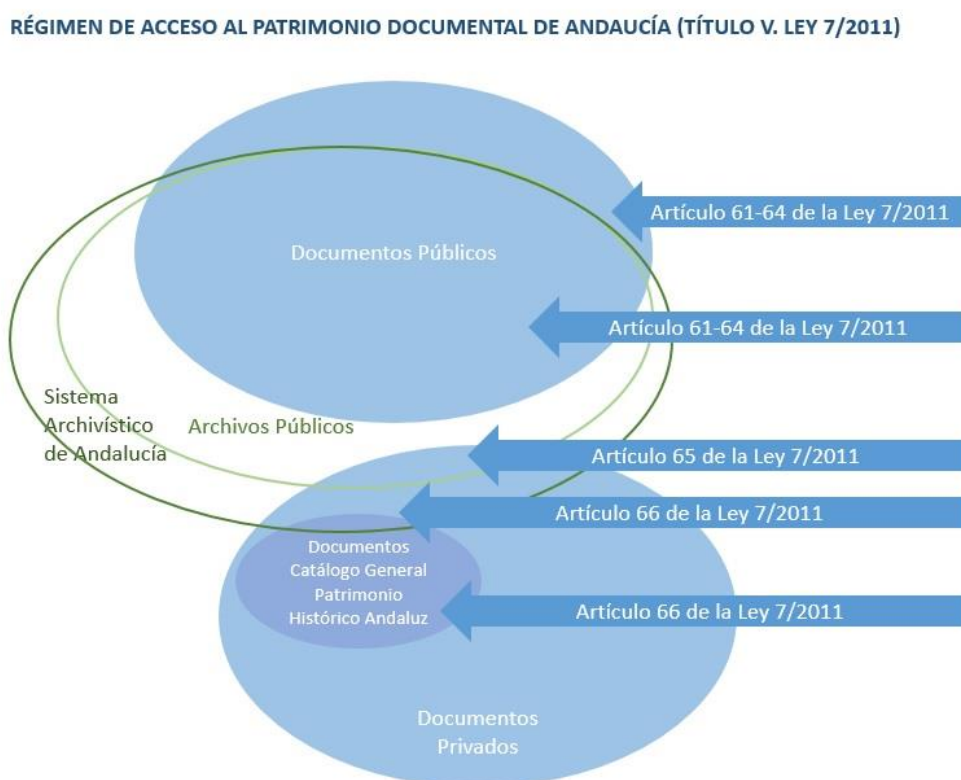 RÉGIMEN DE ACCESO AL PATRIMONIO DOCUMENTAL DE ANDAUCÍA (TÍTULO V. LEY 7/2011)
Artículo 61-64 de la Ley 7/2011
Documentos Públicos
Artículo 61-64 de la Ley 7/2011
Sistema
Archivístico
de Andalucía
Archivos Públicos
Artículo 65 de la Ley 7/2011
Artículo 66 de la Ley 7/2011
Documentos
Catálogo General
Patrimonio
Histórico Andaluz
Artículo 66 de la Ley 7/2011
Documentos
Privados